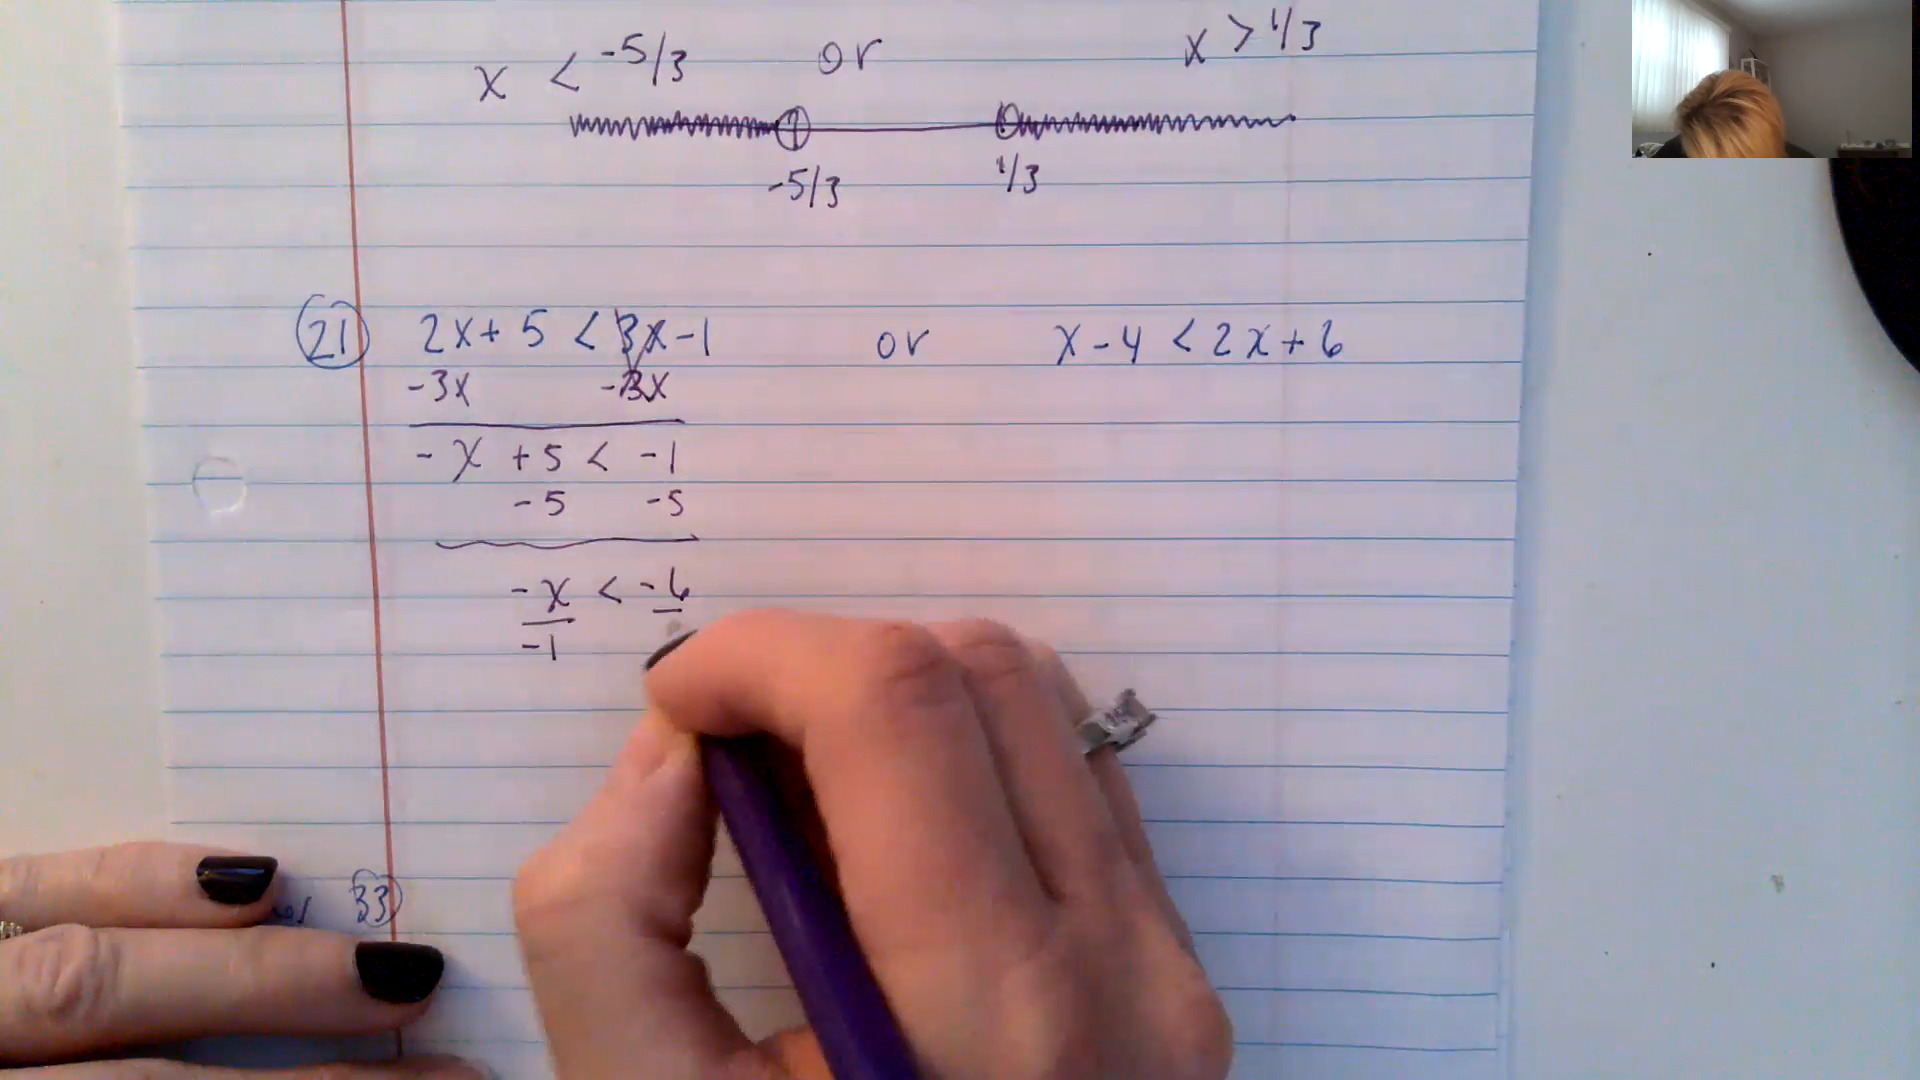 x < -5/3 or x > 1/3
-5/3 1/3
21 2x + 5 < 3x - 1 or x - 4 < 2x + 6
-3x -3x
-x + 5 < -1
-5 -5
-x < -6
-1
33